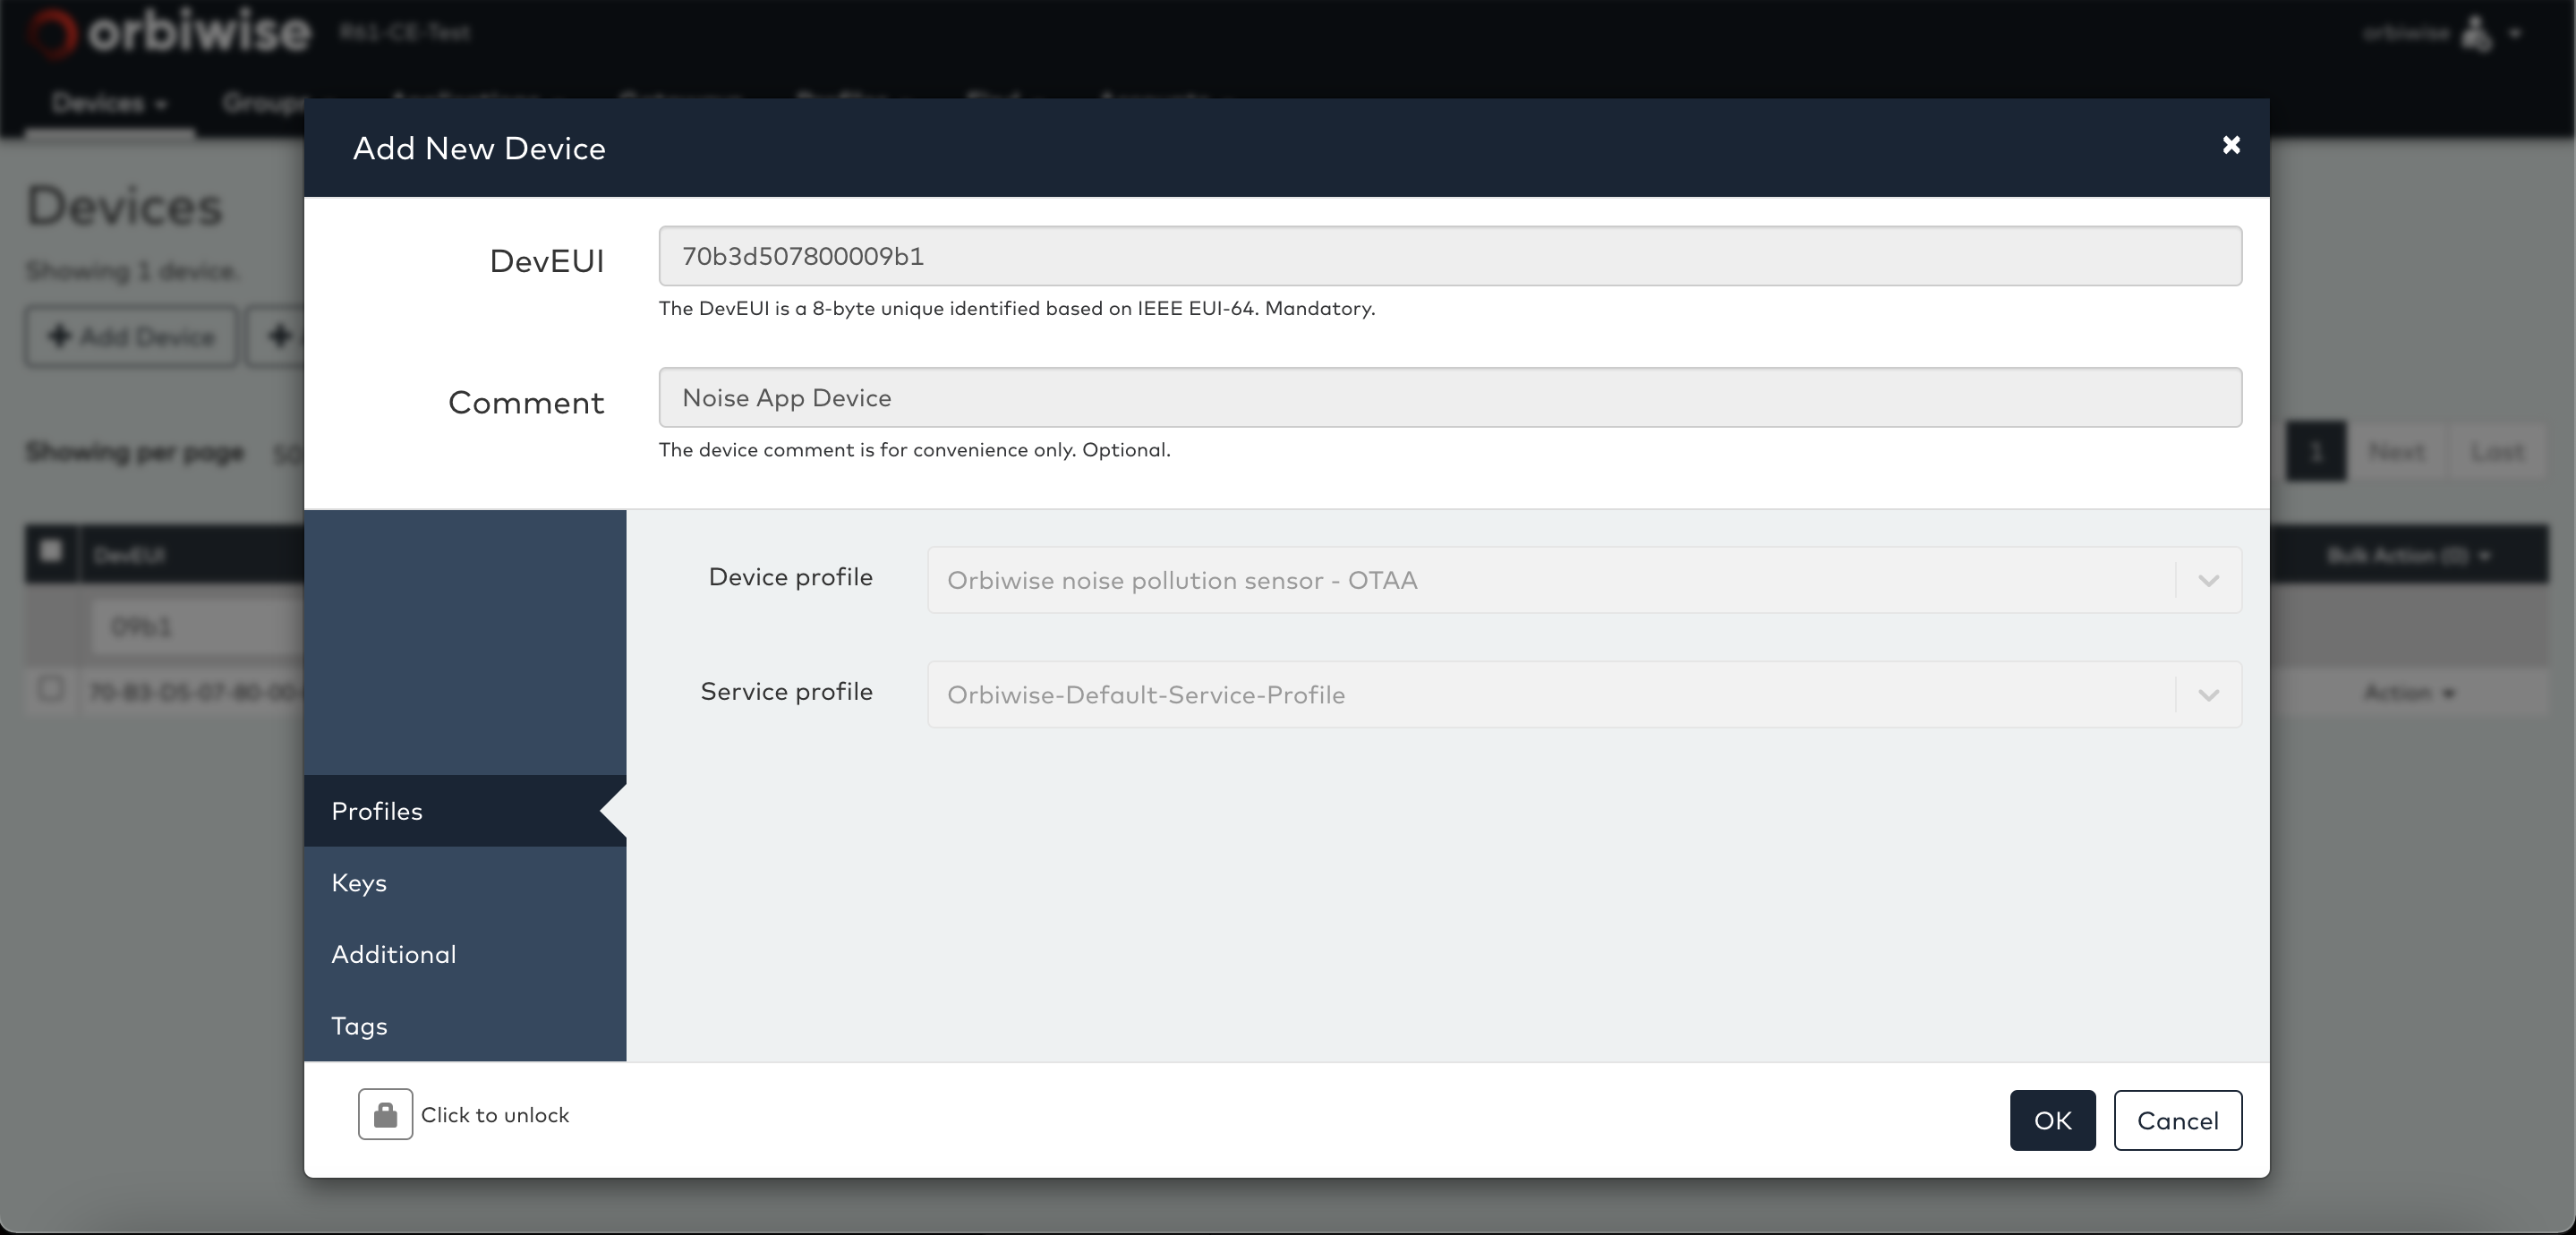 orbiwise R61-CE-Test orbiwise
Devices Groups
Add New Device
Devices
DevEUI 70b3d507800009b1
The DevEUI is a 8-byte unique identified based on IEEE EUI-64. Mandatory.
Showing 1 device.
Add Device
Comment Noise App Device
The device comment is for convenience only. Optional.
Showing per page 50
1 Next Last
DevEUI
Bulk Action (0)
Device profile Orbiwise noise pollution sensor - OTAA
09b1
Service profile Orbiwise-Default-Service-Profile
70-B3-D5-07-80-00-
Action
Profiles
Keys
Additional
Tags
Click to unlock
OK Cancel